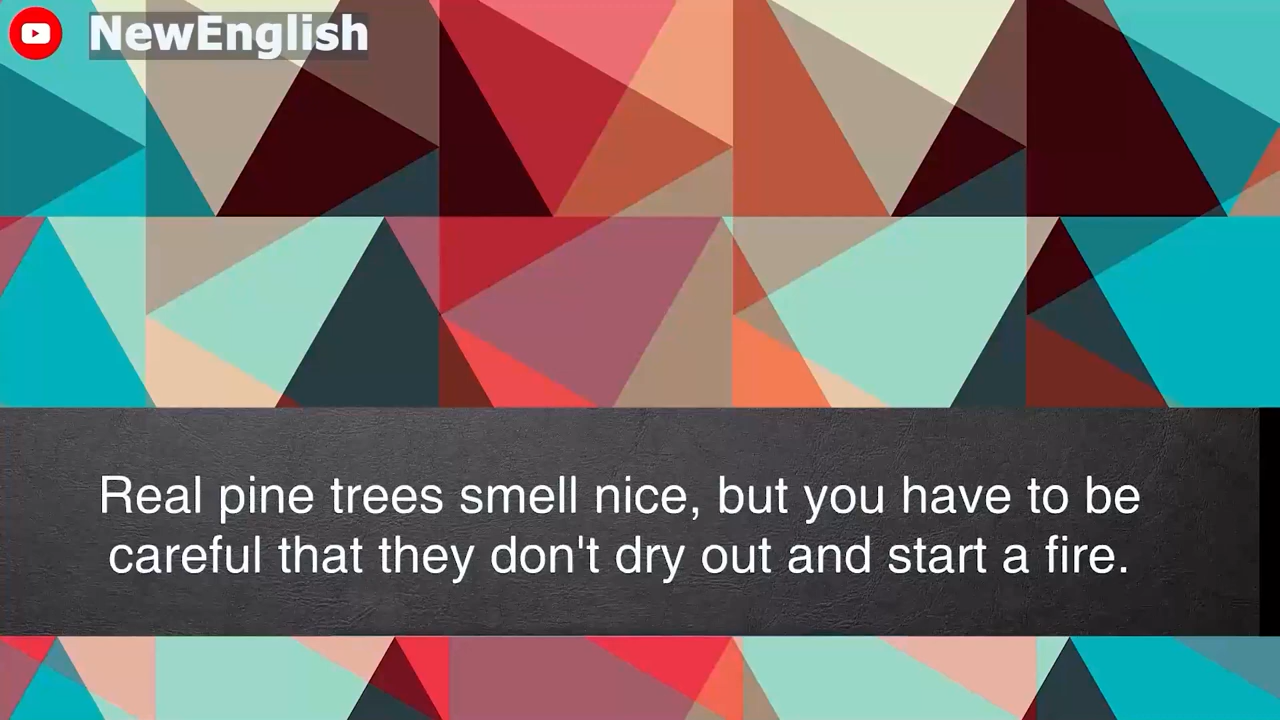 NewEnglish
Real pine trees smell nice, but you have to be
careful that they don't dry out and start a fire.